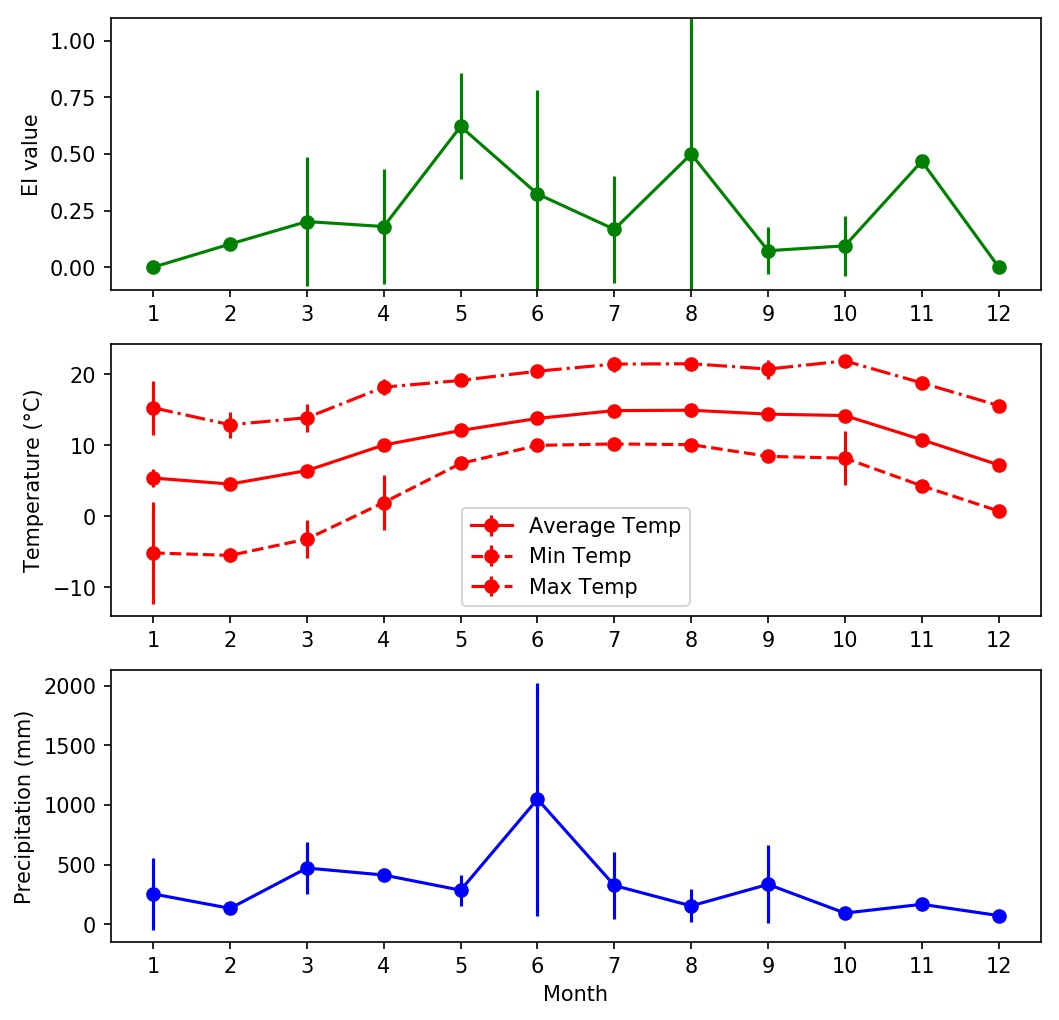 EI value
1.00
0.75
0.50
0.25
0.00
1 2 3 4 5 6 7 8 9 10 11 12
Temperature (°C)
20
10
0
−10
Average Temp
Min Temp
Max Temp
1 2 3 4 5 6 7 8 9 10 11 12
Precipitation (mm)
2000
1500
1000
500
0
1 2 3 4 5 6 7 8 9 10 11 12
Month